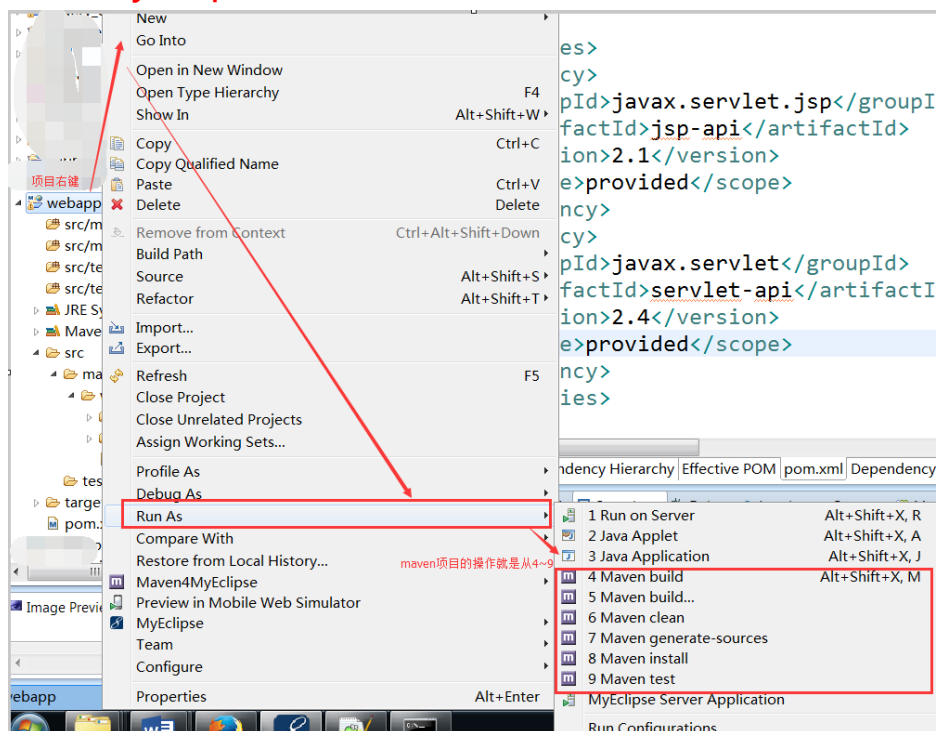 New
Go Into
Open in New Window
Open Type Hierarchy F4
Show In Alt+Shift+W
Copy Ctrl+C
Copy Qualified Name
Paste Ctrl+V
Delete Delete
Remove from Context Ctrl+Alt+Shift+Down
Build Path
Source Alt+Shift+S
Refactor Alt+Shift+T
Import...
Export...
Refresh F5
Close Project
Close Unrelated Projects
Assign Working Sets...
Profile As
Debug As
Run As
Compare With
Restore from Local History...
Maven4MyEclipse
Preview in Mobile Web Simulator
MyEclipse
Team
Configure
Properties Alt+Enter
项目右键
webapp
src/m
src/m
src/te
src/te
JRE Sy
Maven
src
ma
tes
targe
pom.
Image Previe
ebapp
es>
cy>
pId>javax.servlet.jsp</groupI
factId>jsp-api</artifactId>
ion>2.1</version>
e>provided</scope>
ncy>
cy>
pId>javax.servlet</groupId>
factId>servlet-api</artifactI
ion>2.4</version>
e>provided</scope>
ncy>
ies>
ndency Hierarchy Effective POM pom.xml Dependency
maven项目的操作就是从4~9
1 Run on Server Alt+Shift+X, R
2 Java Applet Alt+Shift+X, A
3 Java Application Alt+Shift+X, J
4 Maven build Alt+Shift+X, M
5 Maven build...
6 Maven clean
7 Maven generate-sources
8 Maven install
9 Maven test
MyEclipse Server Application
Run Configurations